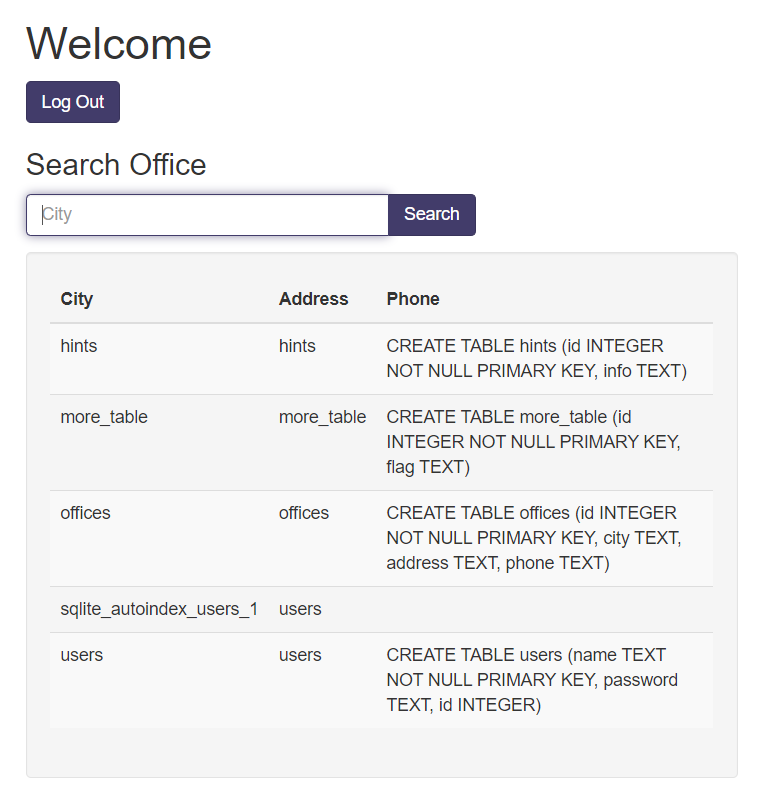 Welcome
Log Out
Search Office
City
Search
City Address Phone
hints hints CREATE TABLE hints (id INTEGER
NOT NULL PRIMARY KEY, info TEXT)
more_table more_table CREATE TABLE more_table (id
INTEGER NOT NULL PRIMARY KEY,
flag TEXT)
offices offices CREATE TABLE offices (id INTEGER
NOT NULL PRIMARY KEY, city TEXT,
address TEXT, phone TEXT)
sqlite_autoindex_users_1 users
users users CREATE TABLE users (name TEXT
NOT NULL PRIMARY KEY, password
TEXT, id INTEGER)